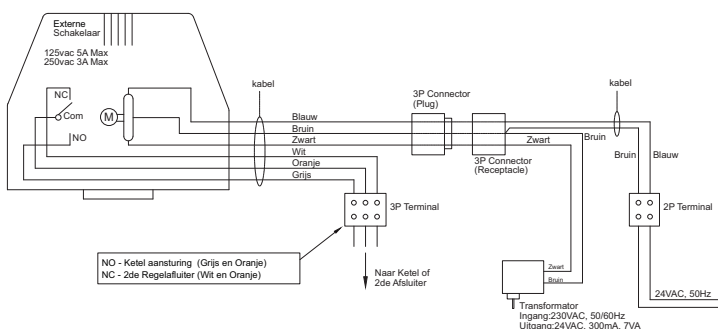 Externe
Schakelaar
125vac 5A Max
250vac 3A Max
NC
Com
NO
M
kabel
Blauw
Bruin
Zwart
Wit
Oranje
Grijs
3P Connector
(Plug)
3P Connector
(Receptacle)
kabel
Zwart
Bruin
Bruin
Blauw
3P Terminal
2P Terminal
NO - Ketel aansturing (Grijs en Oranje)
NC - 2de Regelafluiter (Wit en Oranje)
Naar Ketel of
2de Afsluiter
Zwart
Bruin
Transformator
Ingang:230VAC, 50/60Hz
Uitgang:24VAC, 300mA, 7VA
24VAC, 50Hz